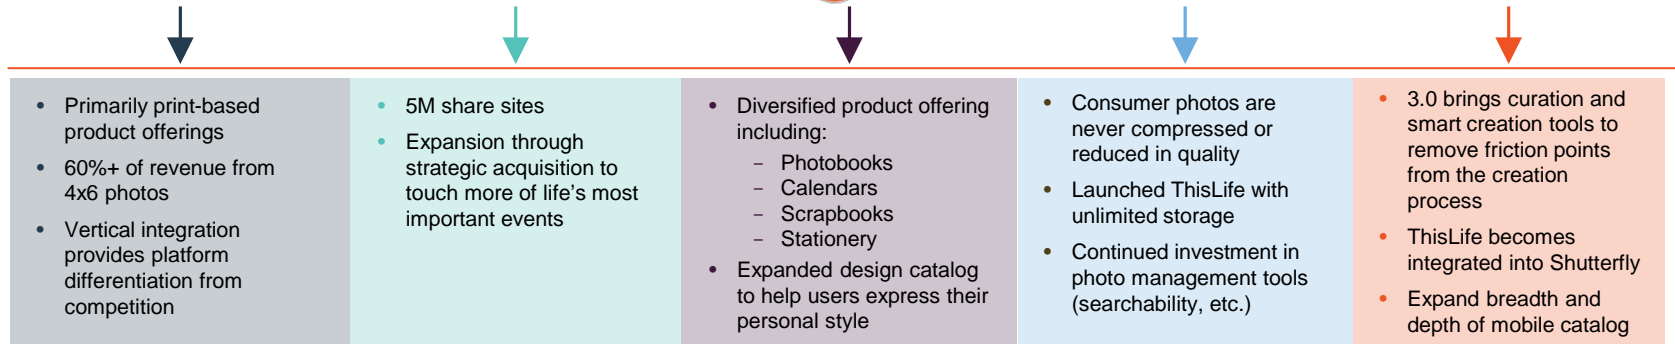 • Primarily print-based
product offerings
• 60%+ of revenue from
4x6 photos
• Vertical integration
provides platform
differentiation from
competition
• 5M share sites
• Expansion through
strategic acquisition to
touch more of life's most
important events
• Diversified product offering
including:
– Photobooks
– Calendars
– Scrapbooks
– Stationery
• Expanded design catalog
to help users express their
personal style
• Consumer photos are
never compressed or
reduced in quality
• Launched ThisLife with
unlimited storage
• Continued investment in
photo management tools
(searchability, etc.)
• 3.0 brings curation and
smart creation tools to
remove friction points
from the creation
process
• ThisLife becomes
integrated into Shutterfly
• Expand breadth and
depth of mobile catalog